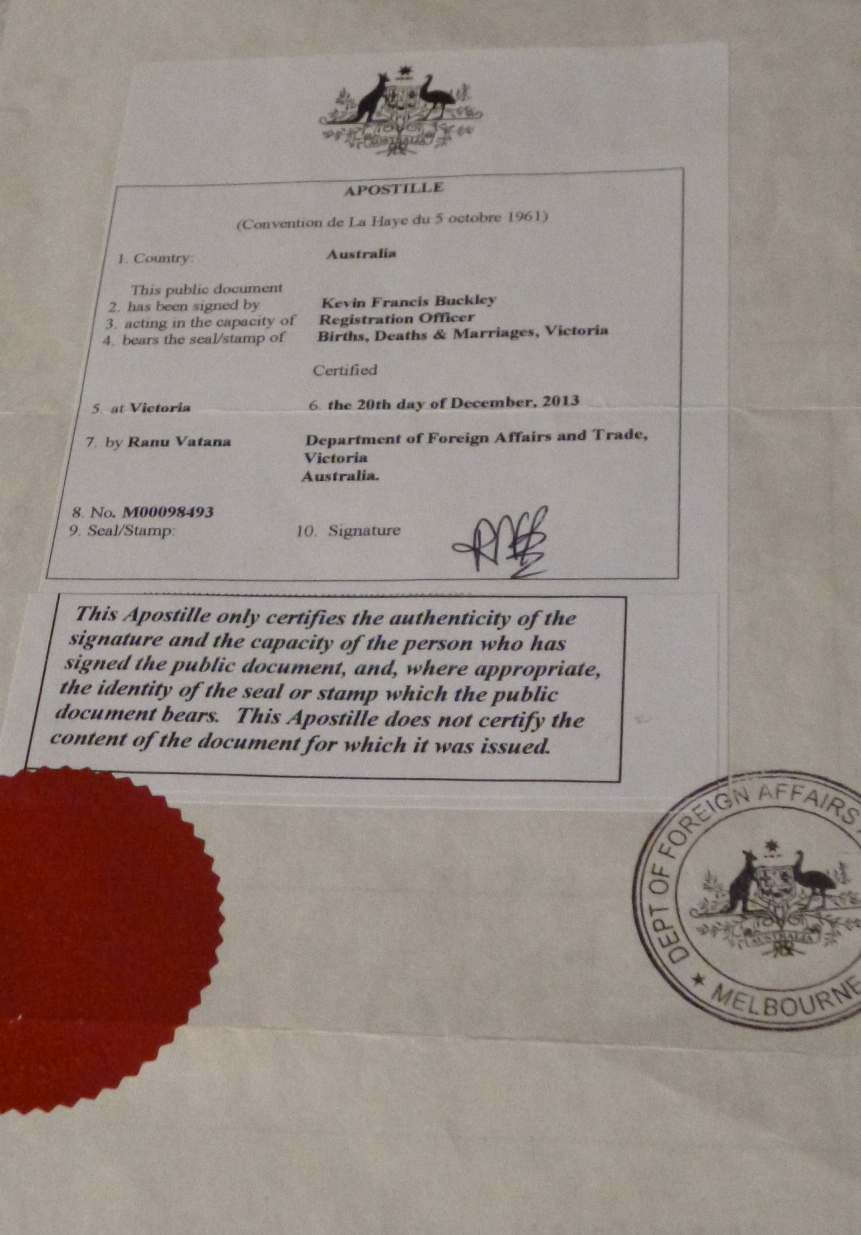 AUSTRALIA
APOSTILLE
(Convention de La Haye du 5 octobre 1961)
1. Country: Australia
This public document
2. has been signed by Kevin Francis Buckley
3. acting in the capacity of Registration Officer
4. bears the seal/stamp of Births, Deaths & Marriages, Victoria
Certified
5. at Victoria 6. the 20th day of December, 2013
7. by Ranu Vatana Department of Foreign Affairs and Trade,
Victoria
Australia.
8. No. M00098493
9. Seal/Stamp: 10. Signature
This Apostille only certifies the authenticity of the
signature and the capacity of the person who has
signed the public document, and, where appropriate,
the identity of the seal or stamp which the public
document bears. This Apostille does not certify the
content of the document for which it was issued.
DEPT OF FOREIGN AFFAIRS
AUSTRALIA
★ MELBOURNE